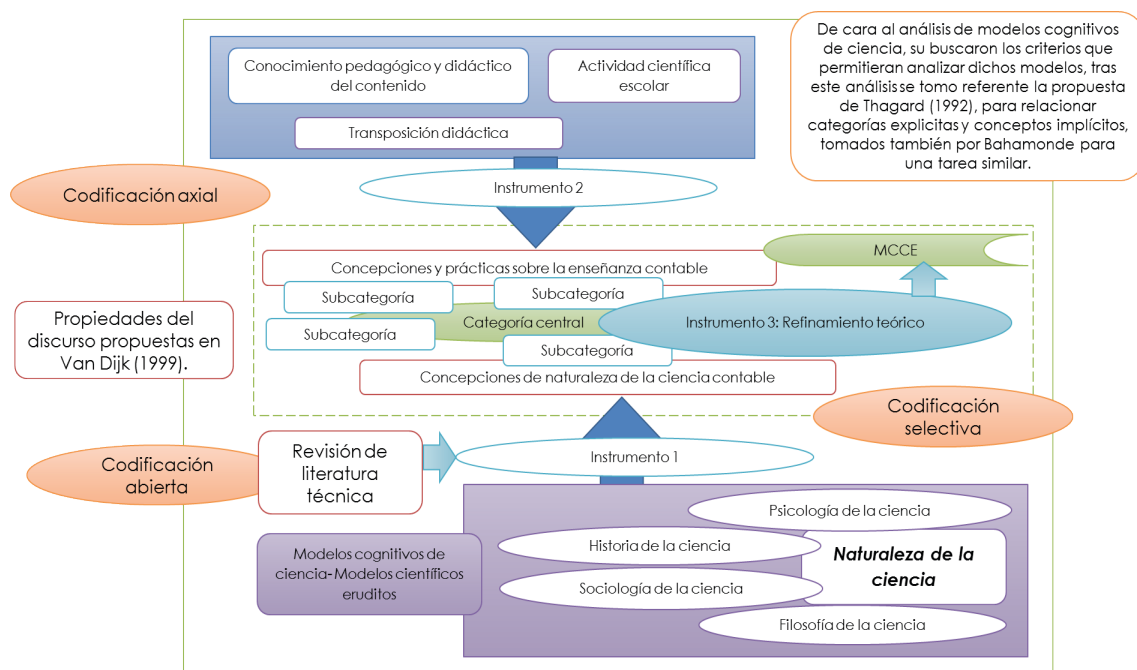 De cara al análisis de modelos cognitivos
de ciencia, su buscaron los criterios que
permitieran analizar dichos modelos, tras
este análisis se tomo referente la propuesta
de Thagard (1992), para relacionar
categorías explicitas y conceptos implícitos,
tomados también por Bahamonde para
una tarea similar.
Conocimiento pedagógico y didáctico
del contenido
Actividad científica
escolar
Transposición didáctica
Instrumento 2
Codificación axial
MCCE
Concepciones y prácticas sobre la enseñanza contable
Subcategoría
Subcategoría
Categoría central
Subcategoría
Instrumento 3: Refinamiento teórico
Subcategoría
Concepciones de naturaleza de la ciencia contable
Propiedades del
discurso propuestas en
Van Dijk (1999).
Codificación
selectiva
Codificación
abierta
Revisión de
literatura
técnica
Instrumento 1
Psicología de la ciencia
Historia de la ciencia
Naturaleza de la
ciencia
Modelos cognitivos de
ciencia- Modelos científicos
eruditos
Sociología de la ciencia
Filosofía de la ciencia